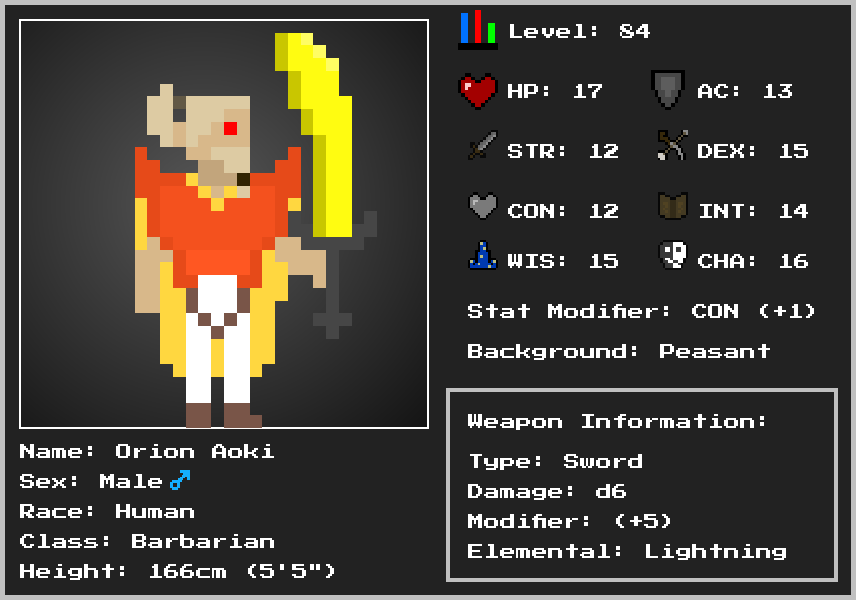 Level: 84
HP: 17
AC: 13
STR: 12
DEX: 15
CON: 12
INT: 14
WIS: 15
CHA: 16
Stat Modifier: CON (+1)
Background: Peasant
Weapon Information:
Type: Sword
Damage: d6
Modifier: (+5)
Elemental: Lightning
Name: Orion Aoki
Sex: Male ♂
Race: Human
Class: Barbarian
Height: 166cm (5'5")